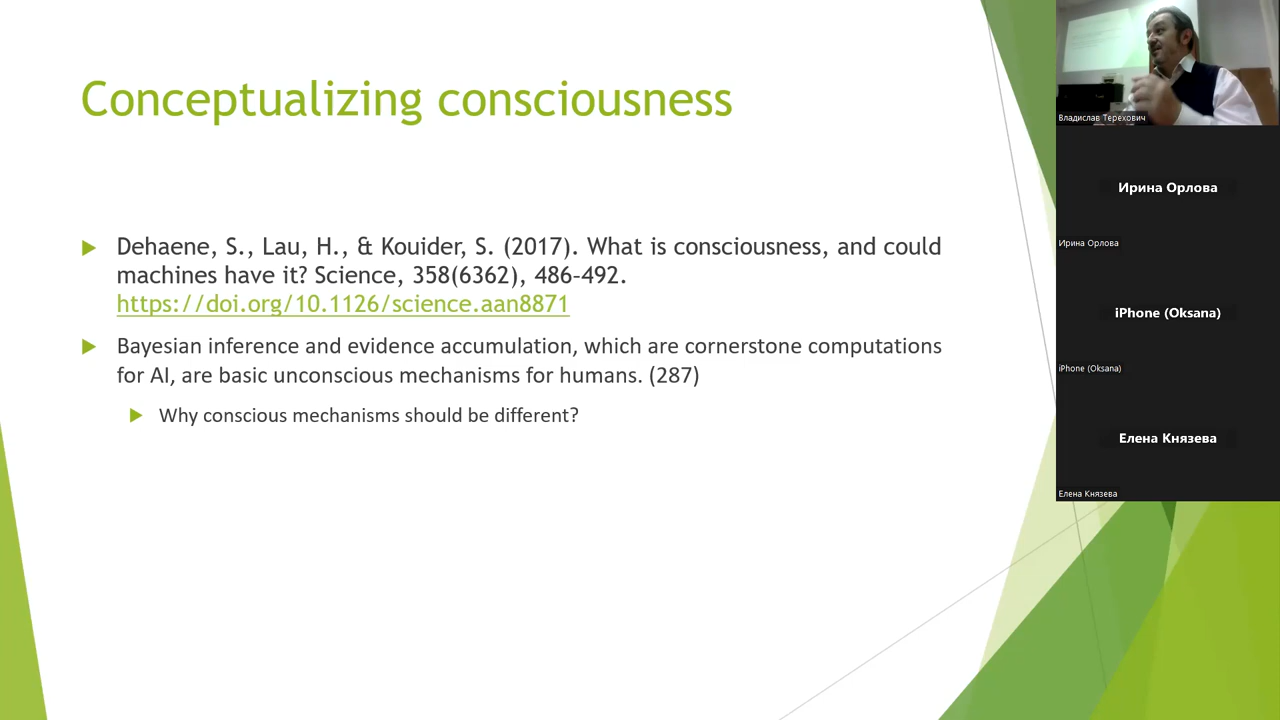 Conceptualizing consciousness
Dehaene, S., Lau, H., & Kouider, S. (2017). What is consciousness, and could
machines have it? Science, 358(6362), 486-492.
https://doi.org/10.1126/science.aan8871
Bayesian inference and evidence accumulation, which are cornerstone computations
for AI, are basic unconscious mechanisms for humans. (287)
Why conscious mechanisms should be different?
Владислав Терехович
Ирина Орлова
Ирина Орлова
iPhone (Oksana)
iPhone (Oksana)
Елена Князева
Елена Князева